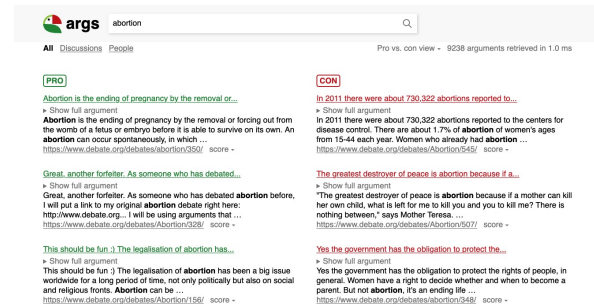 args
abortion
All Discussions People
Pro vs. con view 9238 arguments retrieved in 1.0 ms
PRO
Abortion is the ending of pregnancy by the removal or...
Show full argument
Abortion is the ending of pregnancy by the removal or forcing out from
the womb of a fetus or embryo before it is able to survive on its own. An
abortion can occur spontaneously, in which …
https://www.debate.org/debates/abortion/350/ score
Great, another forfeiter. As someone who has debated...
Show full argument
Great, another forfeiter. As someone who has debated abortion before,
I will put a link to my original abortion debate right here:
http://www.debate.org... I will be using arguments that …
https://www.debate.org/debates/Abortion/328/ score
This should be fun :) The legalisation of abortion has...
Show full argument
This should be fun :) The legalisation of abortion has been a big issue
worldwide for a long period of time, not only politically but also on social
and religious fronts. Abortion can be …
https://www.debate.org/debates/Abortion/156/ score
CON
In 2011 there were about 730,322 abortions reported to...
Show full argument
In 2011 there were about 730,322 abortions reported to the centers for
disease control. There are about 1.7% of abortion of women's ages
from 15-44 each year. Women who already had abortion …
https://www.debate.org/debates/Abortion/545/ score
The greatest destroyer of peace is abortion because if a...
Show full argument
"The greatest destroyer of peace is abortion because if a mother can kill
her own child, what is left for me to kill you and you to kill me? There is
nothing between," says Mother Teresa. …
https://www.debate.org/debates/Abortion/507/ score
Yes the government has the obligation to protect the...
Show full argument
Yes the government has the obligation to protect the rights of people, in
general. Women have a right to decide whether and when to become a
parent. But not abortion, it's an ending life …
https://www.debate.org/debates/abortion/348/ score